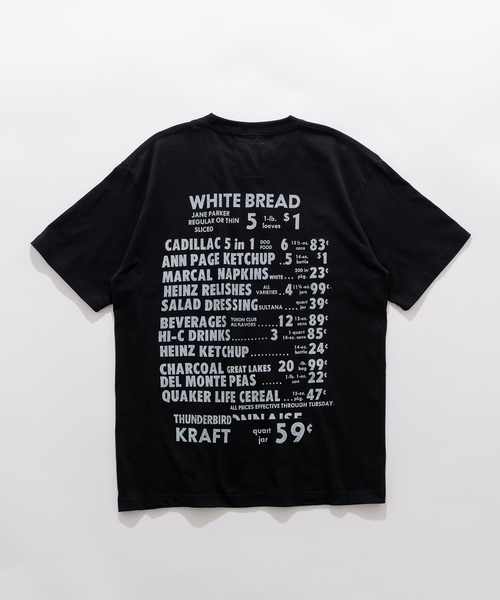 WHITE BREAD
JANE PARKER
REGULAR OR THIN
SLICED
5 1-lb. loaves $1
CADILLAC 5 in 1 DOG FOOD 6 15½-oz. cans 83¢
ANN PAGE KETCHUP..5 14-oz. bottle $1
MARCAL NAPKINS WHITE... 200 in pkg. 23¢
HEINZ RELISHES ALL VARIETIES..4 11¾-oz. jars 99¢
SALAD DRESSING SULTANA.... quart jar 39¢
BEVERAGES YUKON CLUB ALL FLAVORS......12 12-oz. cans 89¢
HI-C DRINKS........3 1 quart 14-oz. cans 85¢
HEINZ KETCHUP........ 14-oz. bottle 24¢
CHARCOAL GREAT LAKES 20 -lb. bag 99¢
DEL MONTE PEAS...... 1-lb. 1-oz. can 22¢
QUAKER LIFE CEREAL... 15-oz. pkg. 47¢
ALL PRICES EFFECTIVE THROUGH TUESDAY
THUNDERBIRD NNAISE
KRAFT quart jar 59¢